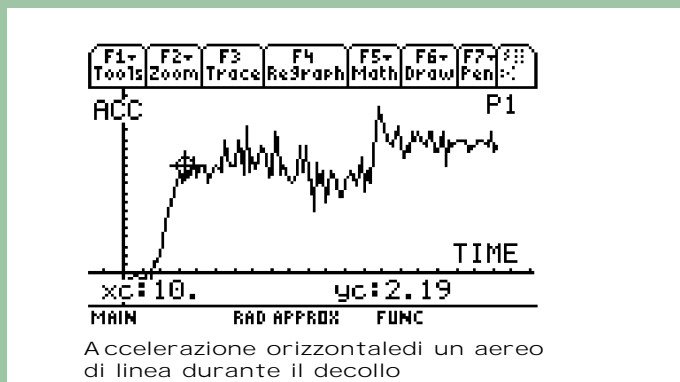 F1 F2 F3 F4 F5 F6 F7
Tools Zoom Trace ReGraph Math Draw Pen
ACC P1
TIME
xc:10. yc:2.19
MAIN RAD APPROX FUNC
Accelerazione orizzontaledi un aereo
di linea durante il decollo